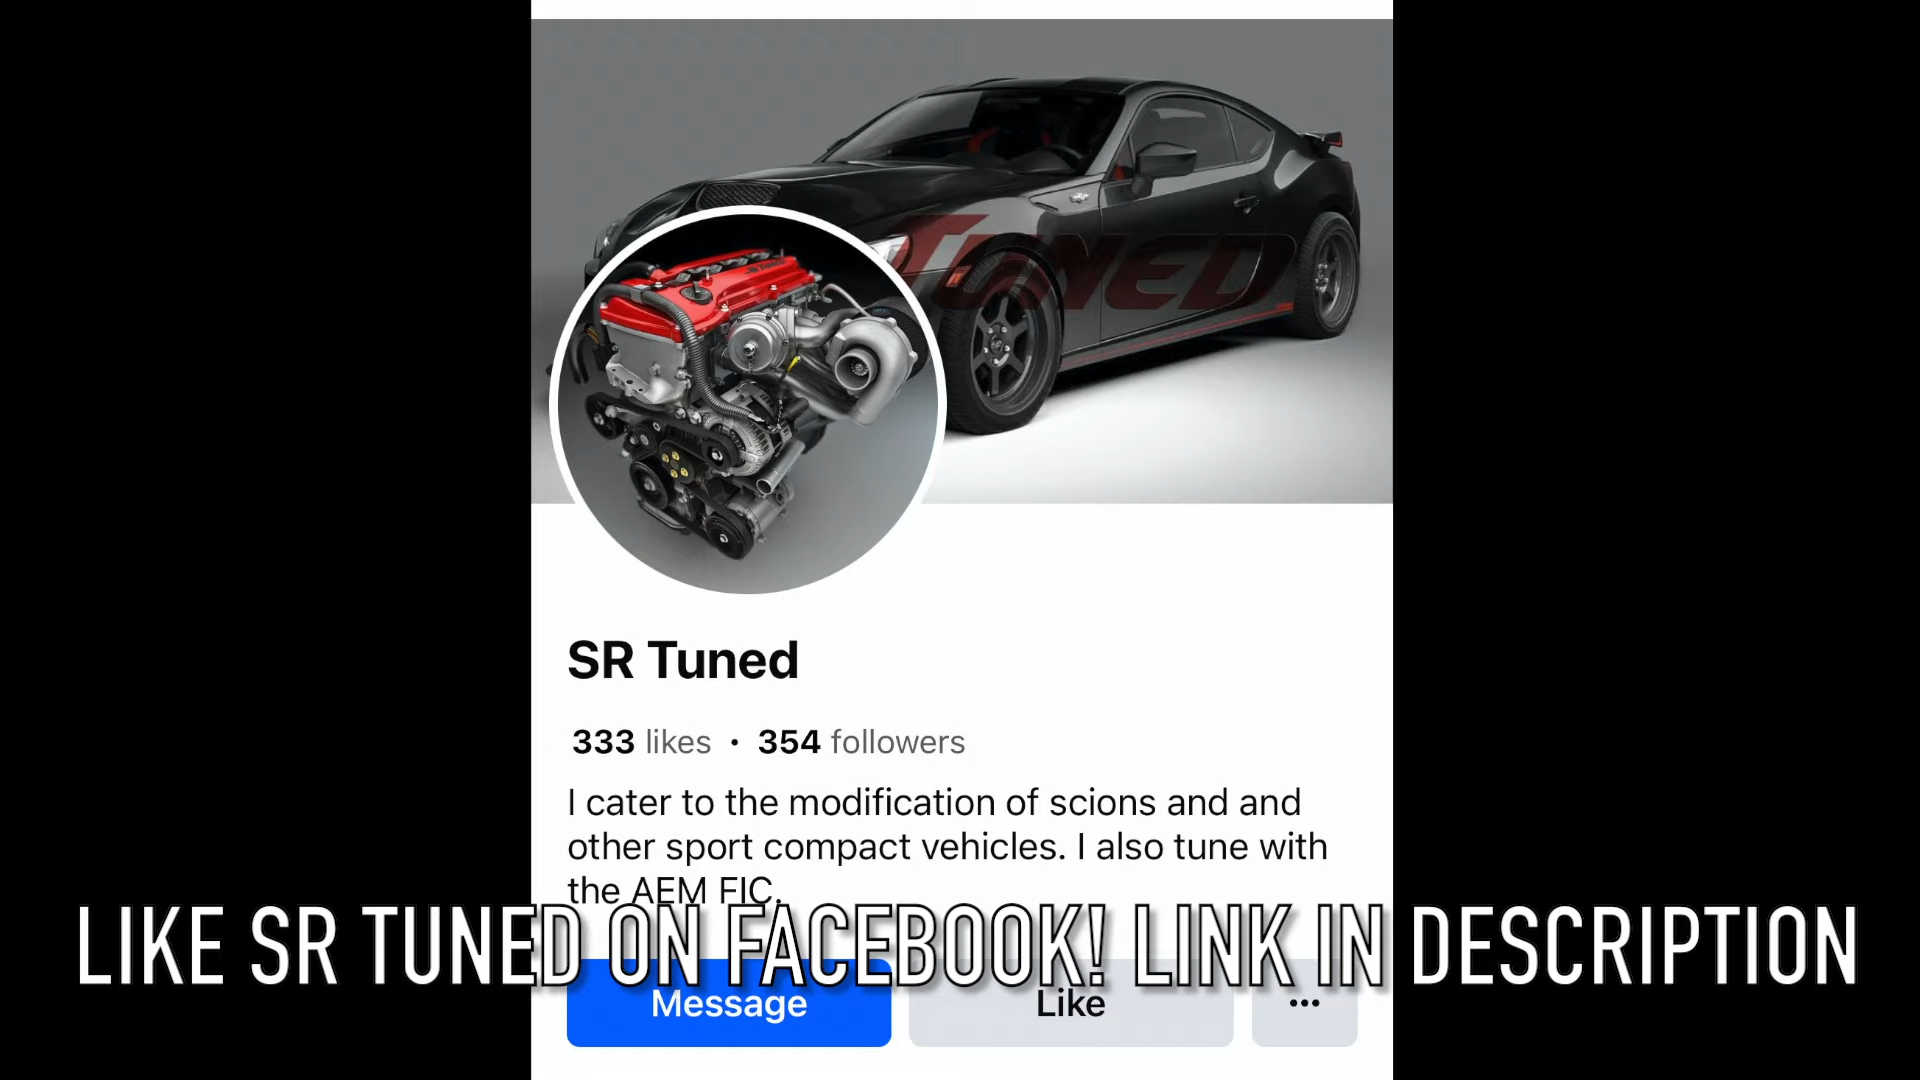 TUNED
SR Tuned
333 likes • 354 followers
I cater to the modification of scions and and
other sport compact vehicles. I also tune with
the AEM FIC.
LIKE SR TUNED ON FACEBOOK! LINK IN DESCRIPTION
Message
Like
...